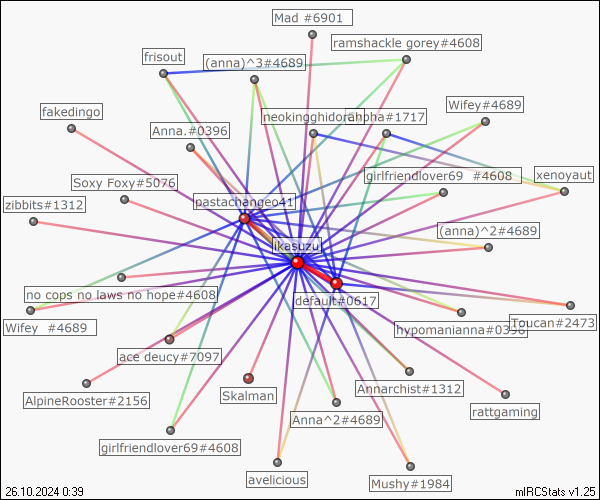 Mad #6901
ramshackle gorey#4608
frisout
(anna)^3#4689
Wifey#4689
fakedingo
neokingghidorah
alpha#1717
Anna.#0396
girlfriendlover69 #4608
xenoyaut
Soxy Foxy#5076
zibbits#1312
pastachangeo41
(anna)^2#4689
ikasuzu
no cops no laws no hope#4608
default#0617
Wifey #4689
hypomanianna#0396
Toucan#2473
ace deucy#7097
Annarchist#1312
AlpineRooster#2156
Skalman
rattgaming
Anna^2#4689
girlfriendlover69#4608
avelicious
Mushy#1984
26.10.2024 0:39
mIRCStats v1.25